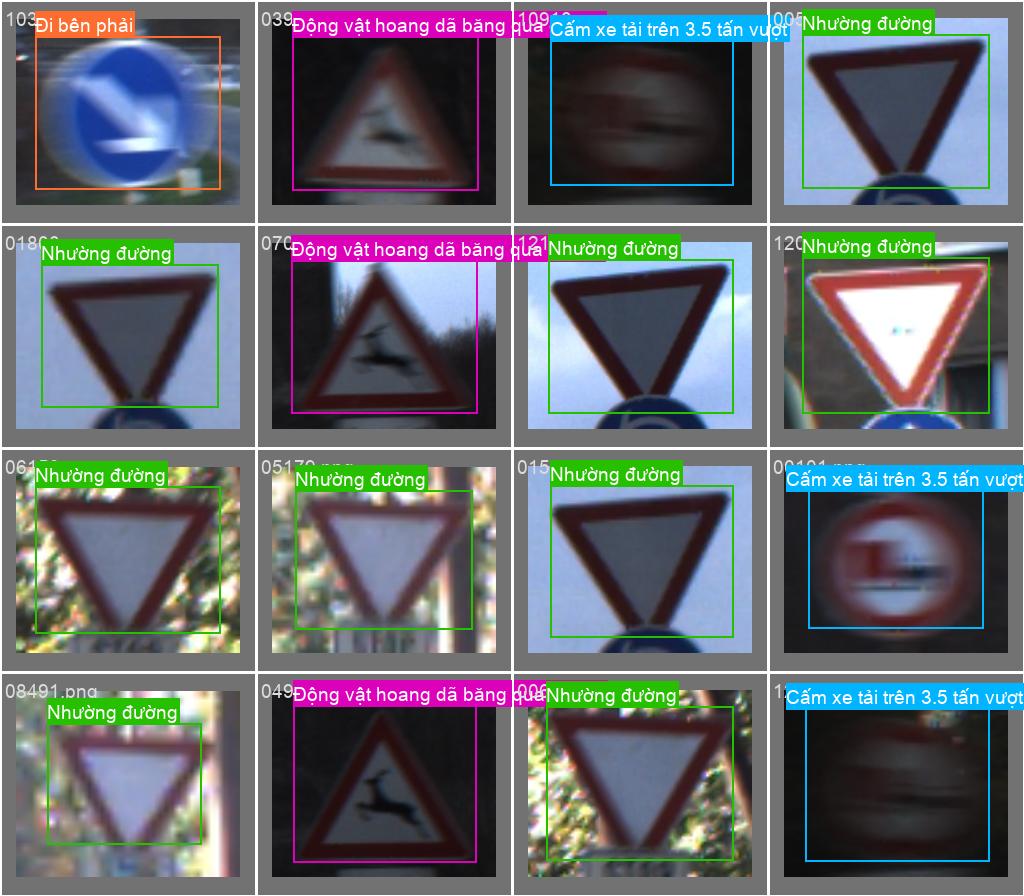 Đi bên phải
Động vật hoang dã băng qua
Cấm xe tải trên 3.5 tấn vượt
Nhường đường
Nhường đường
Động vật hoang dã băng qua
Nhường đường
Nhường đường
Nhường đường
Nhường đường
Nhường đường
Cấm xe tải trên 3.5 tấn vượt
08491.png
Nhường đường
Động vật hoang dã băng qua
Nhường đường
Cấm xe tải trên 3.5 tấn vượt